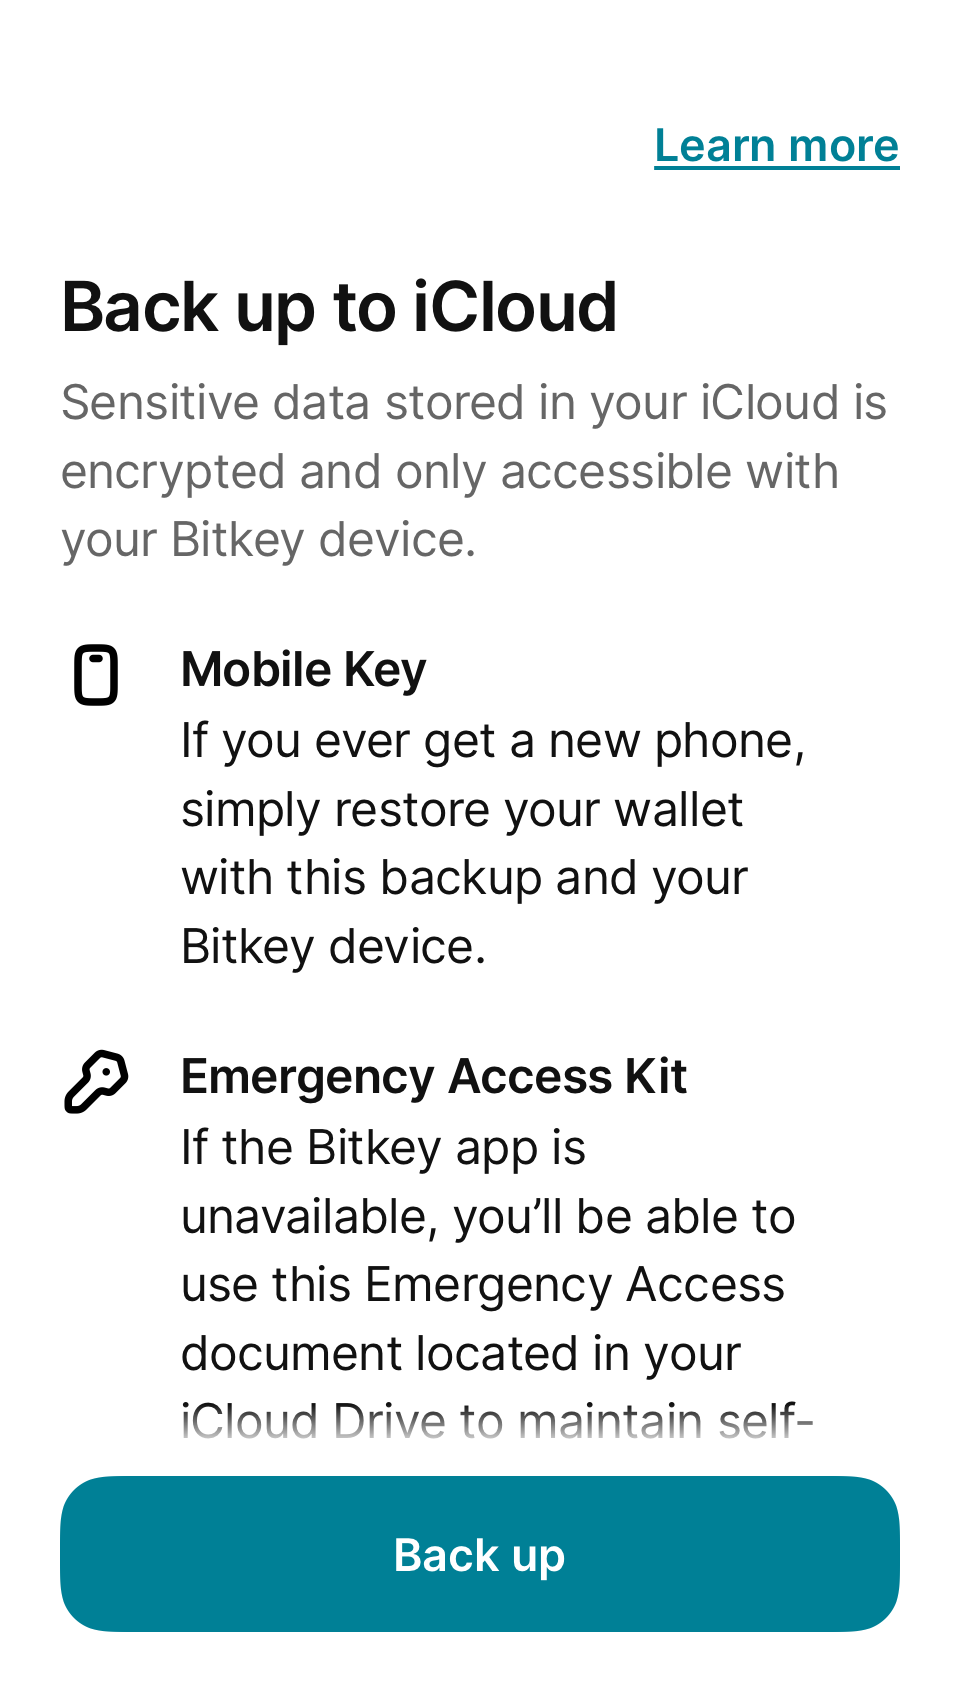 Learn more
Back up to iCloud
Sensitive data stored in your iCloud is
encrypted and only accessible with
your Bitkey device.
Mobile Key
If you ever get a new phone,
simply restore your wallet
with this backup and your
Bitkey device.
Emergency Access Kit
If the Bitkey app is
unavailable, you’ll be able to
use this Emergency Access
document located in your
iCloud Drive to maintain self-
Back up